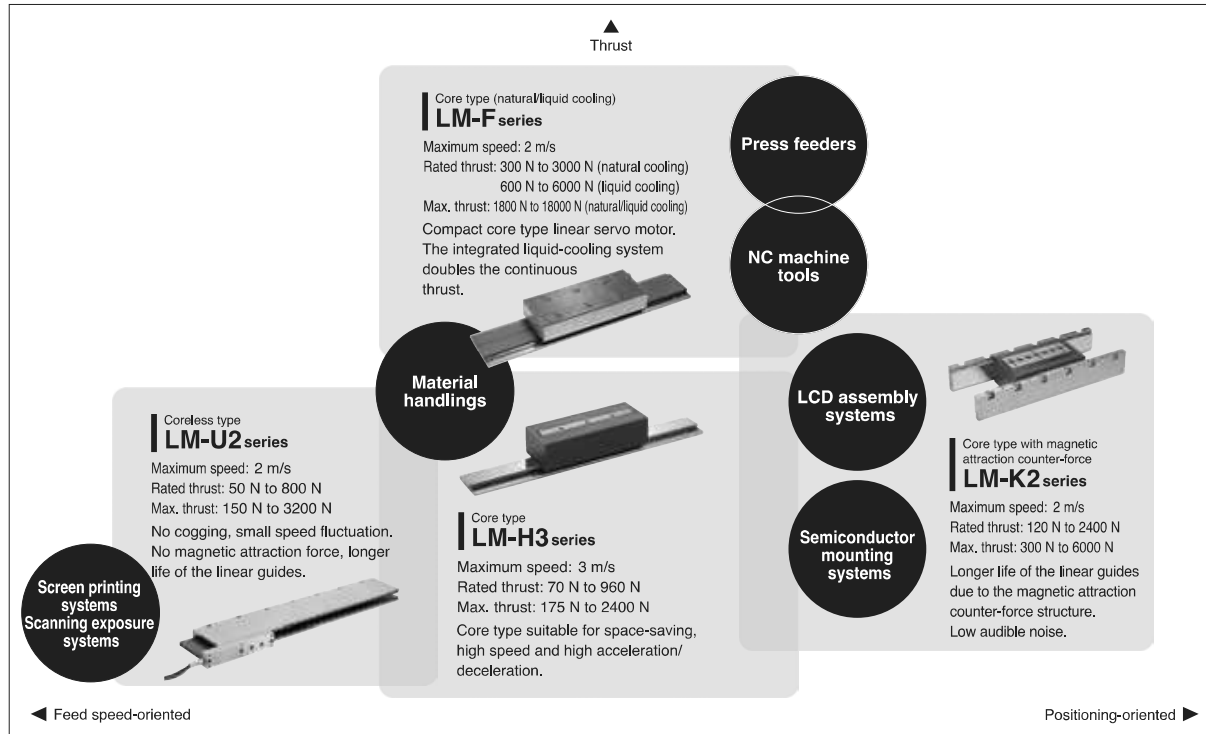 ▲
Thrust
Core type (natural/liquid cooling)
LM-F series
Maximum speed: 2 m/s
Rated thrust: 300 N to 3000 N (natural cooling)
600 N to 6000 N (liquid cooling)
Max. thrust: 1800 N to 18000 N (natural/liquid cooling)
Compact core type linear servo motor.
The integrated liquid-cooling system
doubles the continuous
thrust.
Press feeders
NC machine
tools
Material
handlings
LCD assembly
systems
Semiconductor
mounting
systems
Core type with magnetic
attraction counter-force
LM-K2 series
Maximum speed: 2 m/s
Rated thrust: 120 N to 2400 N
Max. thrust: 300 N to 6000 N
Longer life of the linear guides
due to the magnetic attraction
counter-force structure.
Low audible noise.
Coreless type
LM-U2 series
Maximum speed: 2 m/s
Rated thrust: 50 N to 800 N
Max. thrust: 150 N to 3200 N
No cogging, small speed fluctuation.
No magnetic attraction force, longer
life of the linear guides.
Core type
LM-H3 series
Maximum speed: 3 m/s
Rated thrust: 70 N to 960 N
Max. thrust: 175 N to 2400 N
Core type suitable for space-saving,
high speed and high acceleration/
deceleration.
Screen printing
systems
Scanning exposure
systems
◀ Feed speed-oriented
Positioning-oriented ▶